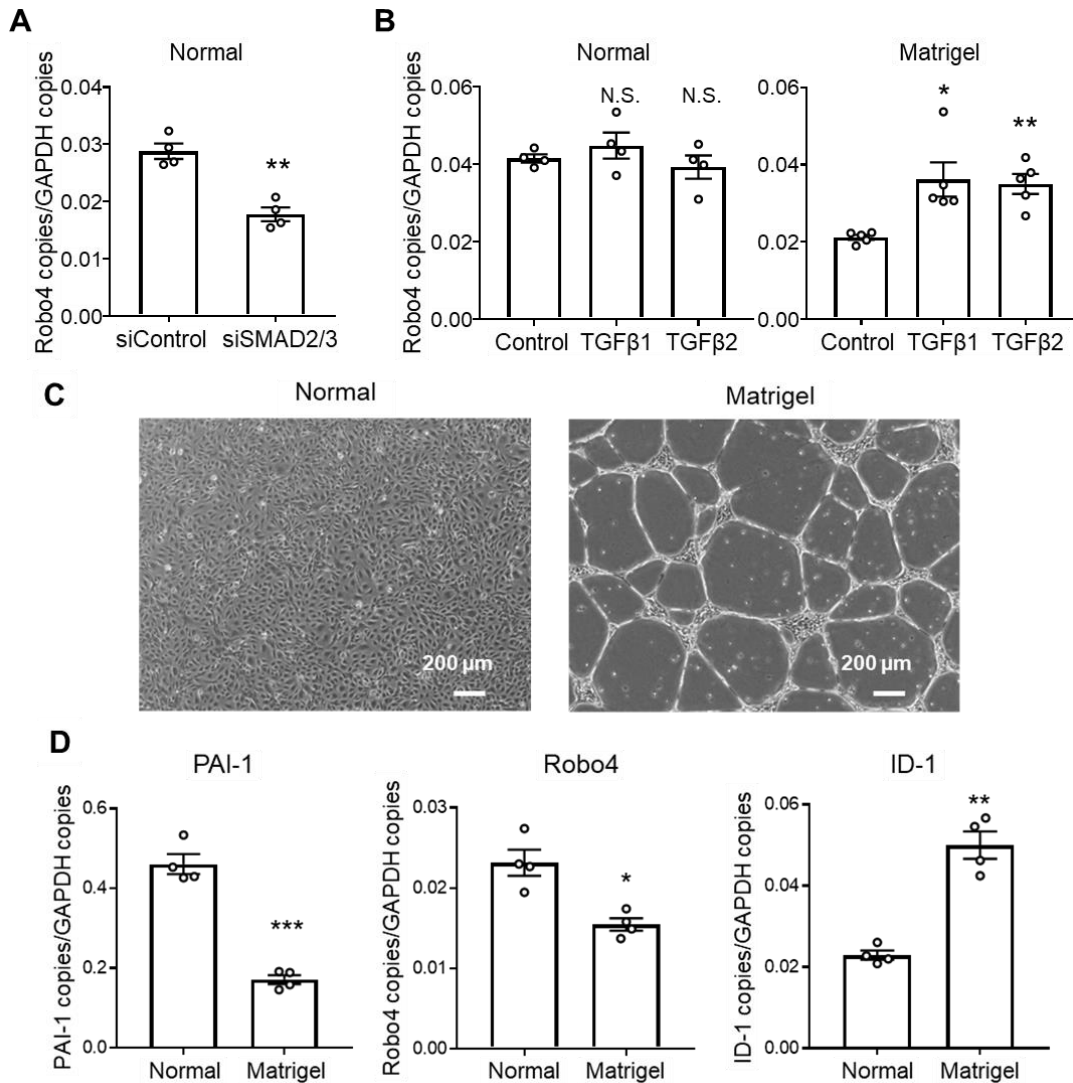 A
Normal
Robo4 copies/GAPDH copies
0.04
0.03
0.02
0.01
0.00
**
siControl
siSMAD2/3
B
Normal
0.06
0.04
0.02
0.00
N.S.
N.S.
Control
TGFβ1
TGFβ2
Matrigel
0.06
0.04
0.02
0.00
*
**
Control
TGFβ1
TGFβ2
C
Normal
200 μm
Matrigel
200 μm
D
PAI-1
PAI-1 copies/GAPDH copies
0.6
0.4
0.2
0.0
***
Normal
Matrigel
Robo4
Robo4 copies/GAPDH copies
0.03
0.02
0.01
0.00
*
Normal
Matrigel
ID-1
ID-1 copies/GAPDH copies
0.06
0.04
0.02
0.00
**
Normal
Matrigel